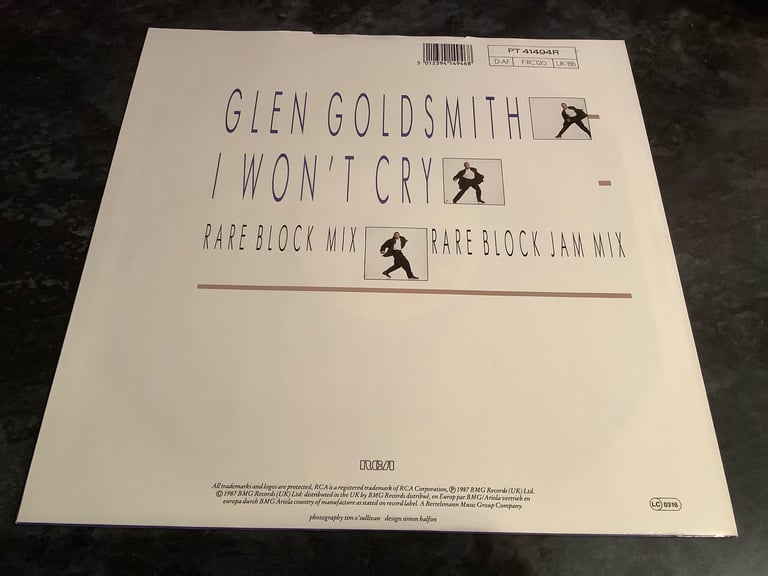 5 012394 149468
PT 41494R
D-AF F-RC120 UK BB
GLEN GOLDSMITH
I WON'T CRY
RARE BLOCK MIX RARE BLOCK JAM MIX
RCA
All trademarks and logos are protected, RCA is a registered trademark of RCA Corporation, Ⓟ 1987 BMG Records (UK) Ltd.
© 1987 BMG Records (UK) Ltd: distributed in the UK by BMG Records distribué, en Europ par BMG/Ariola vertrieb en
europa durch BMG Ariola country of manufacture as stated on record label. A Bertelsmann Music Group Company.
LC 0316
photography tim o'sullivan design simon halfon